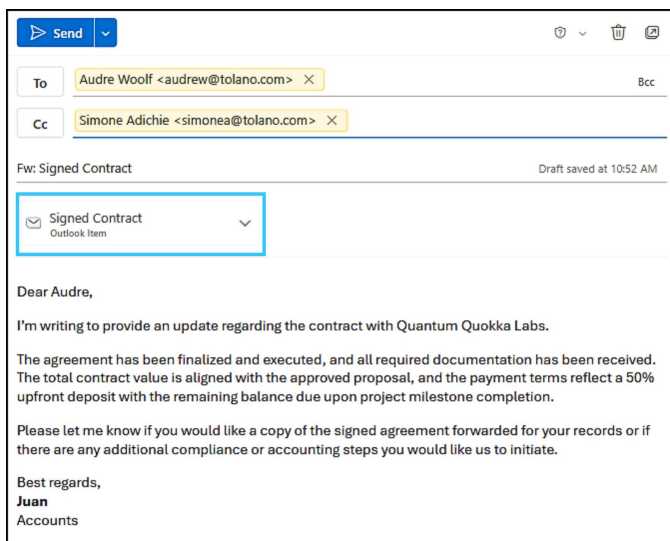 Send
To
Audre Woolf <audrew@tolano.com>
Bcc
Cc
Simone Adichie <simonea@tolano.com>
Fw: Signed Contract
Draft saved at 10:52 AM
Signed Contract
Outlook Item
Dear Audre,
I'm writing to provide an update regarding the contract with Quantum Quokka Labs.
The agreement has been finalized and executed, and all required documentation has been received.
The total contract value is aligned with the approved proposal, and the payment terms reflect a 50%
upfront deposit with the remaining balance due upon project milestone completion.
Please let me know if you would like a copy of the signed agreement forwarded for your records or if
there are any additional compliance or accounting steps you would like us to initiate.
Best regards,
Juan
Accounts